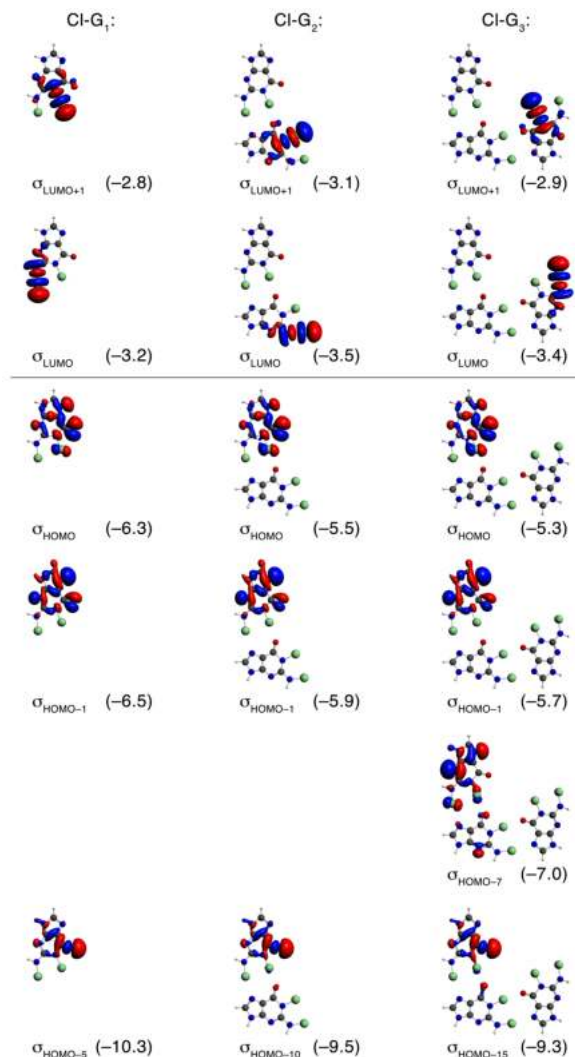 Cl-G₁: Cl-G₂: Cl-G₃:
σLUMO+1 (−2.8) σLUMO+1 (−3.1) σLUMO+1 (−2.9)
σLUMO (−3.2) σLUMO (−3.5) σLUMO (−3.4)
σHOMO (−6.3) σHOMO (−5.5) σHOMO (−5.3)
σHOMO−1 (−6.5) σHOMO−1 (−5.9) σHOMO−1 (−5.7)
σHOMO−7 (−7.0)
σHOMO−5 (−10.3) σHOMO−10 (−9.5) σHOMO−15 (−9.3)